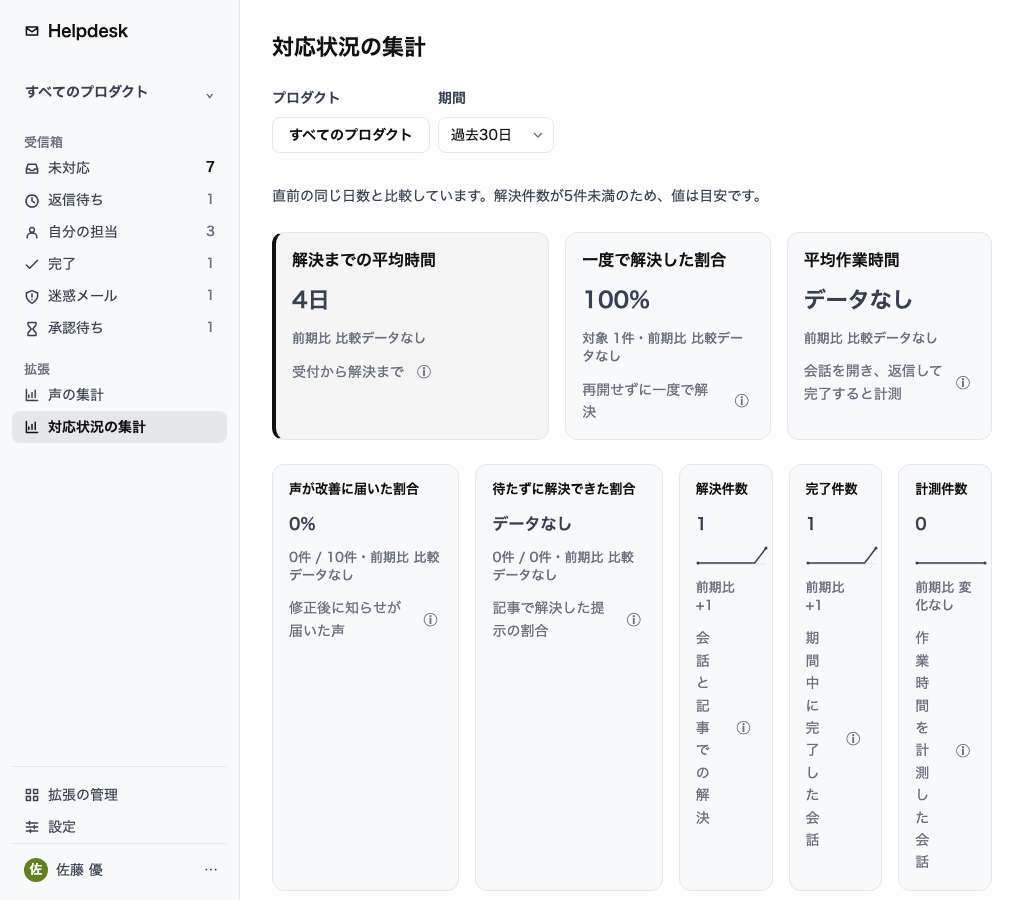 Helpdesk
すべてのプロダクト
受信箱
未対応 7
返信待ち 1
自分の担当 3
完了 1
迷惑メール 1
承認待ち 1
拡張
声の集計
対応状況の集計
拡張の管理
設定
佐 佐藤 優 …
対応状況の集計
プロダクト
すべてのプロダクト
期間
過去30日
直前の同じ日数と比較しています。解決件数が5件未満のため、値は目安です。
解決までの平均時間
4日
前期比 比較データなし
受付から解決まで
一度で解決した割合
100%
対象 1件・前期比 比較デー
タなし
再開せずに一度で解
決
平均作業時間
データなし
前期比 比較データなし
会話を開き、返信して
完了すると計測
声が改善に届いた割合
0%
0件 / 10件・前期比 比較
データなし
修正後に知らせが
届いた声
待たずに解決できた割合
データなし
0件 / 0件・前期比 比較
データなし
記事で解決した提
示の割合
解決件数
1
前期比
+1
会
話
と
記
事
で
の
解
決
完了件数
1
前期比
+1
期
間
中
に
完
了
し
た
会
話
計測件数
0
前期比 変
化なし
作
業
時
間
を
計
測
し
た
会
話